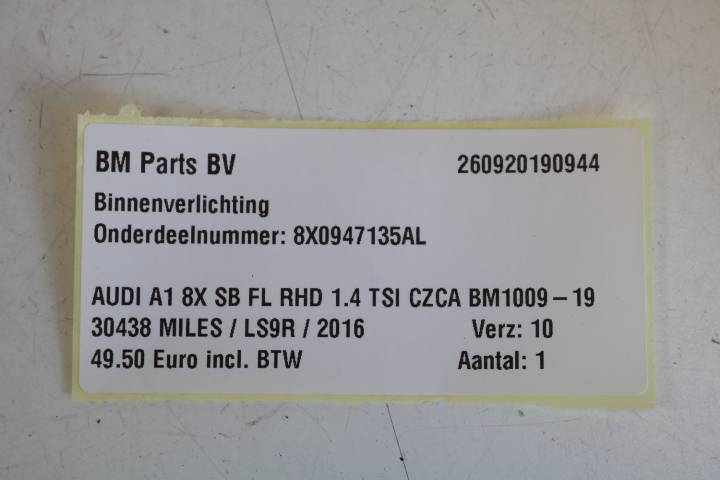 BM Parts BV 260920190944
Binnenverlichting
Onderdeelnummer: 8X0947135AL
AUDI A1 8X SB FL RHD 1.4 TSI CZCA BM1009 – 19
30438 MILES / LS9R / 2016 Verz: 10
49.50 Euro incl. BTW Aantal: 1